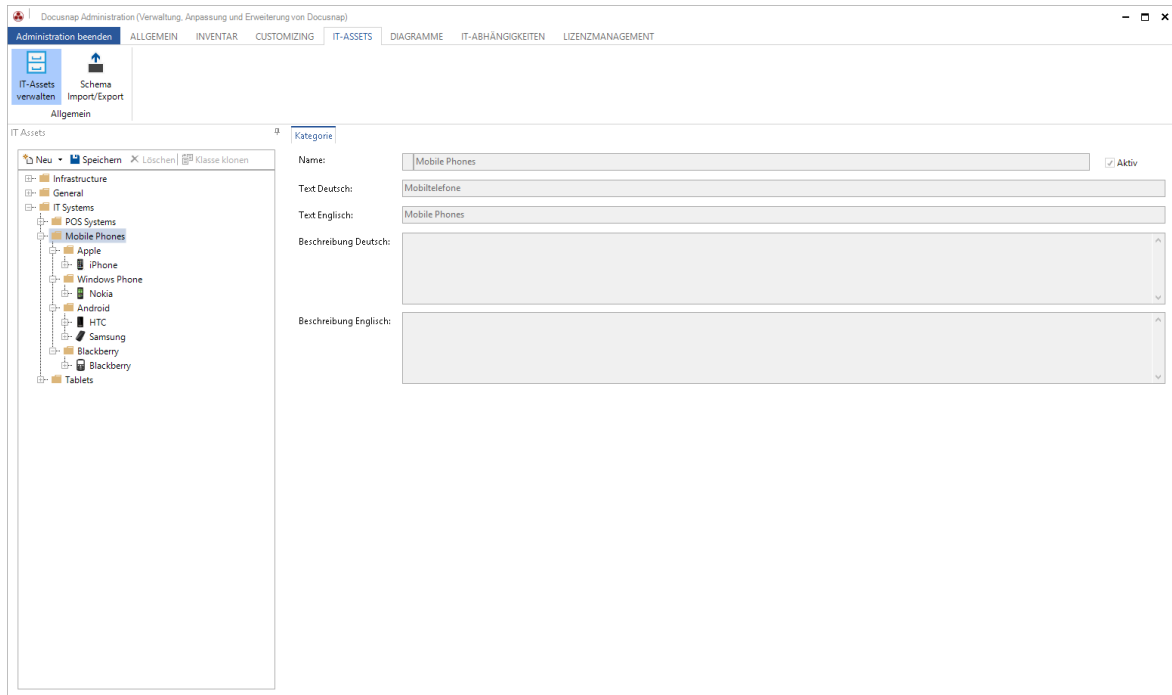 Docusnap Administration (Verwaltung, Anpassung und Erweiterung von Docusnap)
Administration beenden ALLGEMEIN INVENTAR CUSTOMIZING IT-ASSETS DIAGRAMME IT-ABHÄNGIGKEITEN LIZENZMANAGEMENT
IT-Assets verwalten
Schema Import/Export
Allgemein
IT Assets
Neu Speichern Löschen Klasse klonen
Infrastructure
General
IT Systems
POS Systems
Mobile Phones
Apple
iPhone
Windows Phone
Nokia
Android
HTC
Samsung
Blackberry
Blackberry
Tablets
Kategorie
Name: Mobile Phones Aktiv
Text Deutsch: Mobiltelefone
Text Englisch: Mobile Phones
Beschreibung Deutsch:
Beschreibung Englisch: